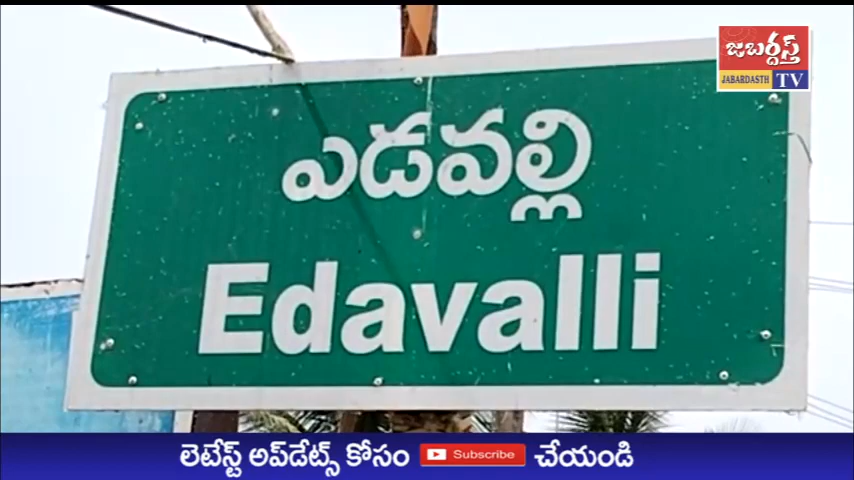 జబర్దస్త్
JABARDASTH TV
ఎడవల్లి
Edavalli
లెటేస్ట్ అప్‌డేట్స్ కోసం Subscribe చేయండి